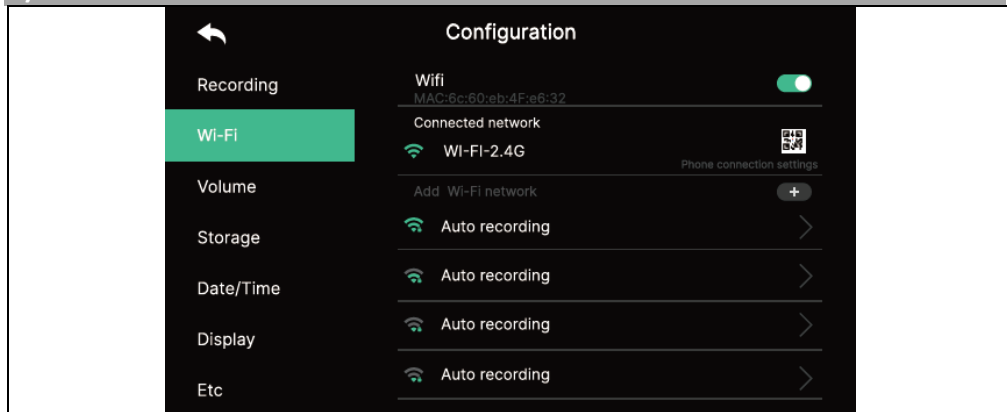 Configuration
Recording
Wifi
MAC:6c:60:eb:4F:e6:32
Wi-Fi
Connected network
WI-FI-2.4G
Phone connection settings
Volume
Add Wi-Fi network
Auto recording
Storage
Auto recording
Date/Time
Auto recording
Display
Auto recording
Etc